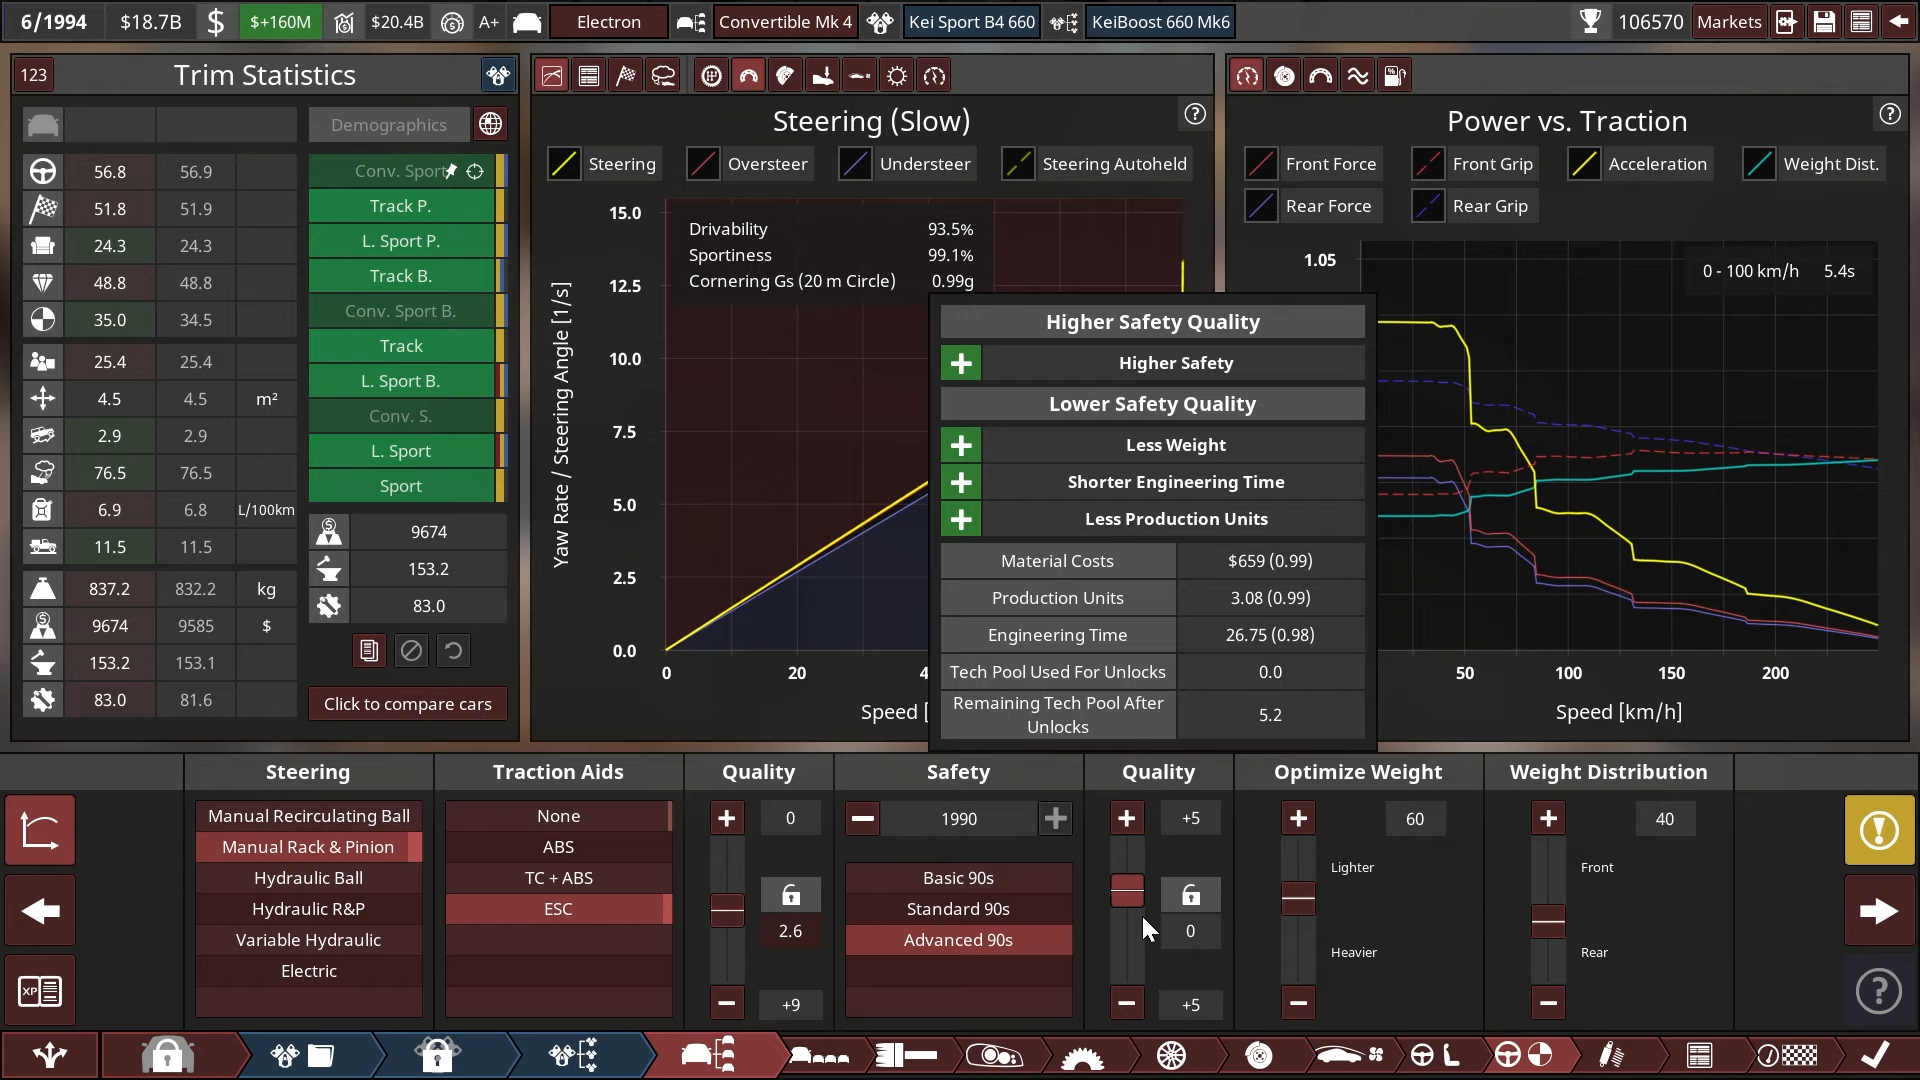 6/1994 $18.7B $+160M $20.4B A+ Electron Convertible Mk 4 Kei Sport B4 660 KeiBoost 660 Mk6 106570 Markets
123 Trim Statistics
Demographics
56.8 56.9
51.8 51.9
24.3 24.3
48.8 48.8
35.0 34.5
25.4 25.4
4.5 4.5 m²
2.9 2.9
76.5 76.5
6.9 6.8 L/100km
11.5 11.5
837.2 832.2 kg
9674 9585 $
153.2 153.1
83.0 81.6
Conv. Sport
Track P.
L. Sport P.
Track B.
Conv. Sport B.
Track
L. Sport B.
Conv. S.
L. Sport
Sport
9674
153.2
83.0
Click to compare cars
Steering (Slow)
?
Steering Oversteer Understeer Steering Autoheld
Yaw Rate / Steering Angle [1/s]
15.0
12.5
10.0
7.5
5.0
2.5
0.0
0 20 4
Speed [
Drivability 93.5%
Sportiness 99.1%
Cornering Gs (20 m Circle) 0.99g
Higher Safety Quality
Higher Safety
Lower Safety Quality
Less Weight
Shorter Engineering Time
Less Production Units
Material Costs $659 (0.99)
Production Units 3.08 (0.99)
Engineering Time 26.75 (0.98)
Tech Pool Used For Unlocks 0.0
Remaining Tech Pool After
Unlocks
5.2
Power vs. Traction
?
Front Force Front Grip Acceleration Weight Dist.
Rear Force Rear Grip
1.05
0 - 100 km/h 5.4s
50 100 150 200
Speed [km/h]
Steering
Manual Recirculating Ball
Manual Rack & Pinion
Hydraulic Ball
Hydraulic R&P
Variable Hydraulic
Electric
Traction Aids
None
ABS
TC + ABS
ESC
Quality
0
2.6
+9
Safety
1990
Basic 90s
Standard 90s
Advanced 90s
Quality
+5
0
+5
Optimize Weight
60
Lighter
Heavier
Weight Distribution
40
Front
Rear
XP
?